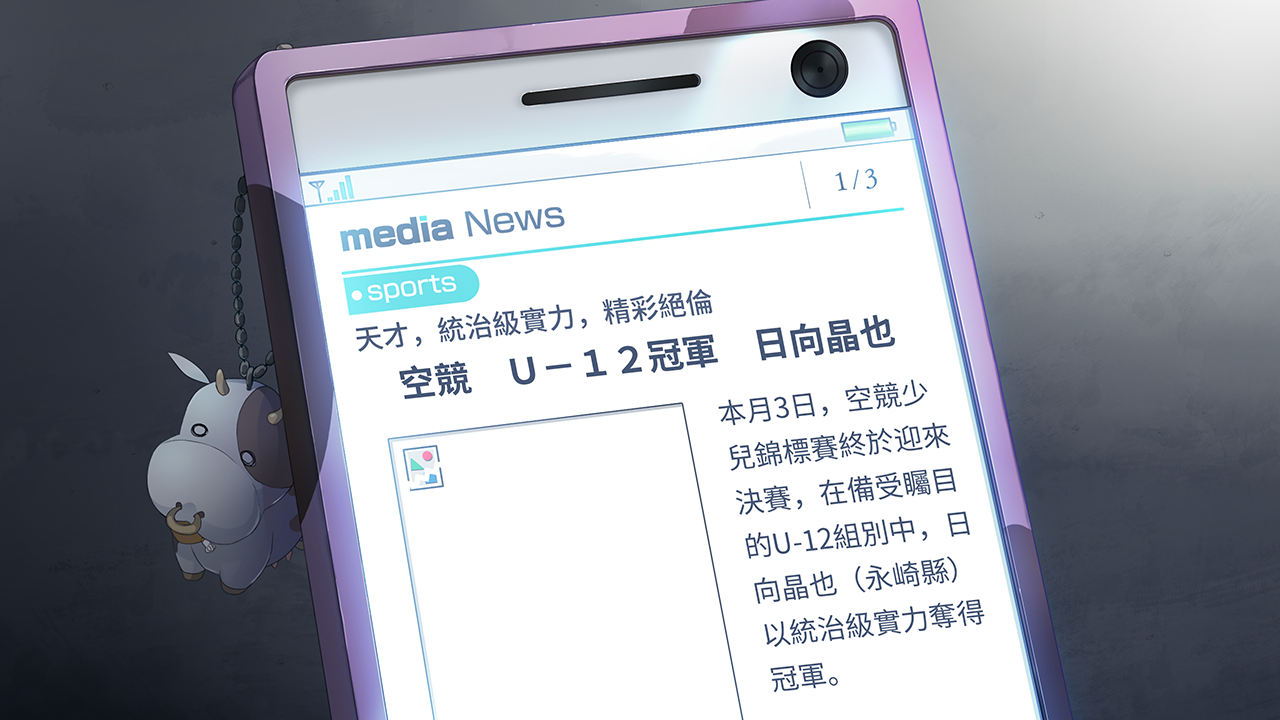 1/3
media News
sports
天才，統治級實力，精彩絕倫
空競　Ｕ－１２冠軍　日向晶也
本月3日，空競少
兒錦標賽終於迎來
決賽，在備受矚目
的U-12組別中，日
向晶也（永崎縣）
以統治級實力奪得
冠軍。